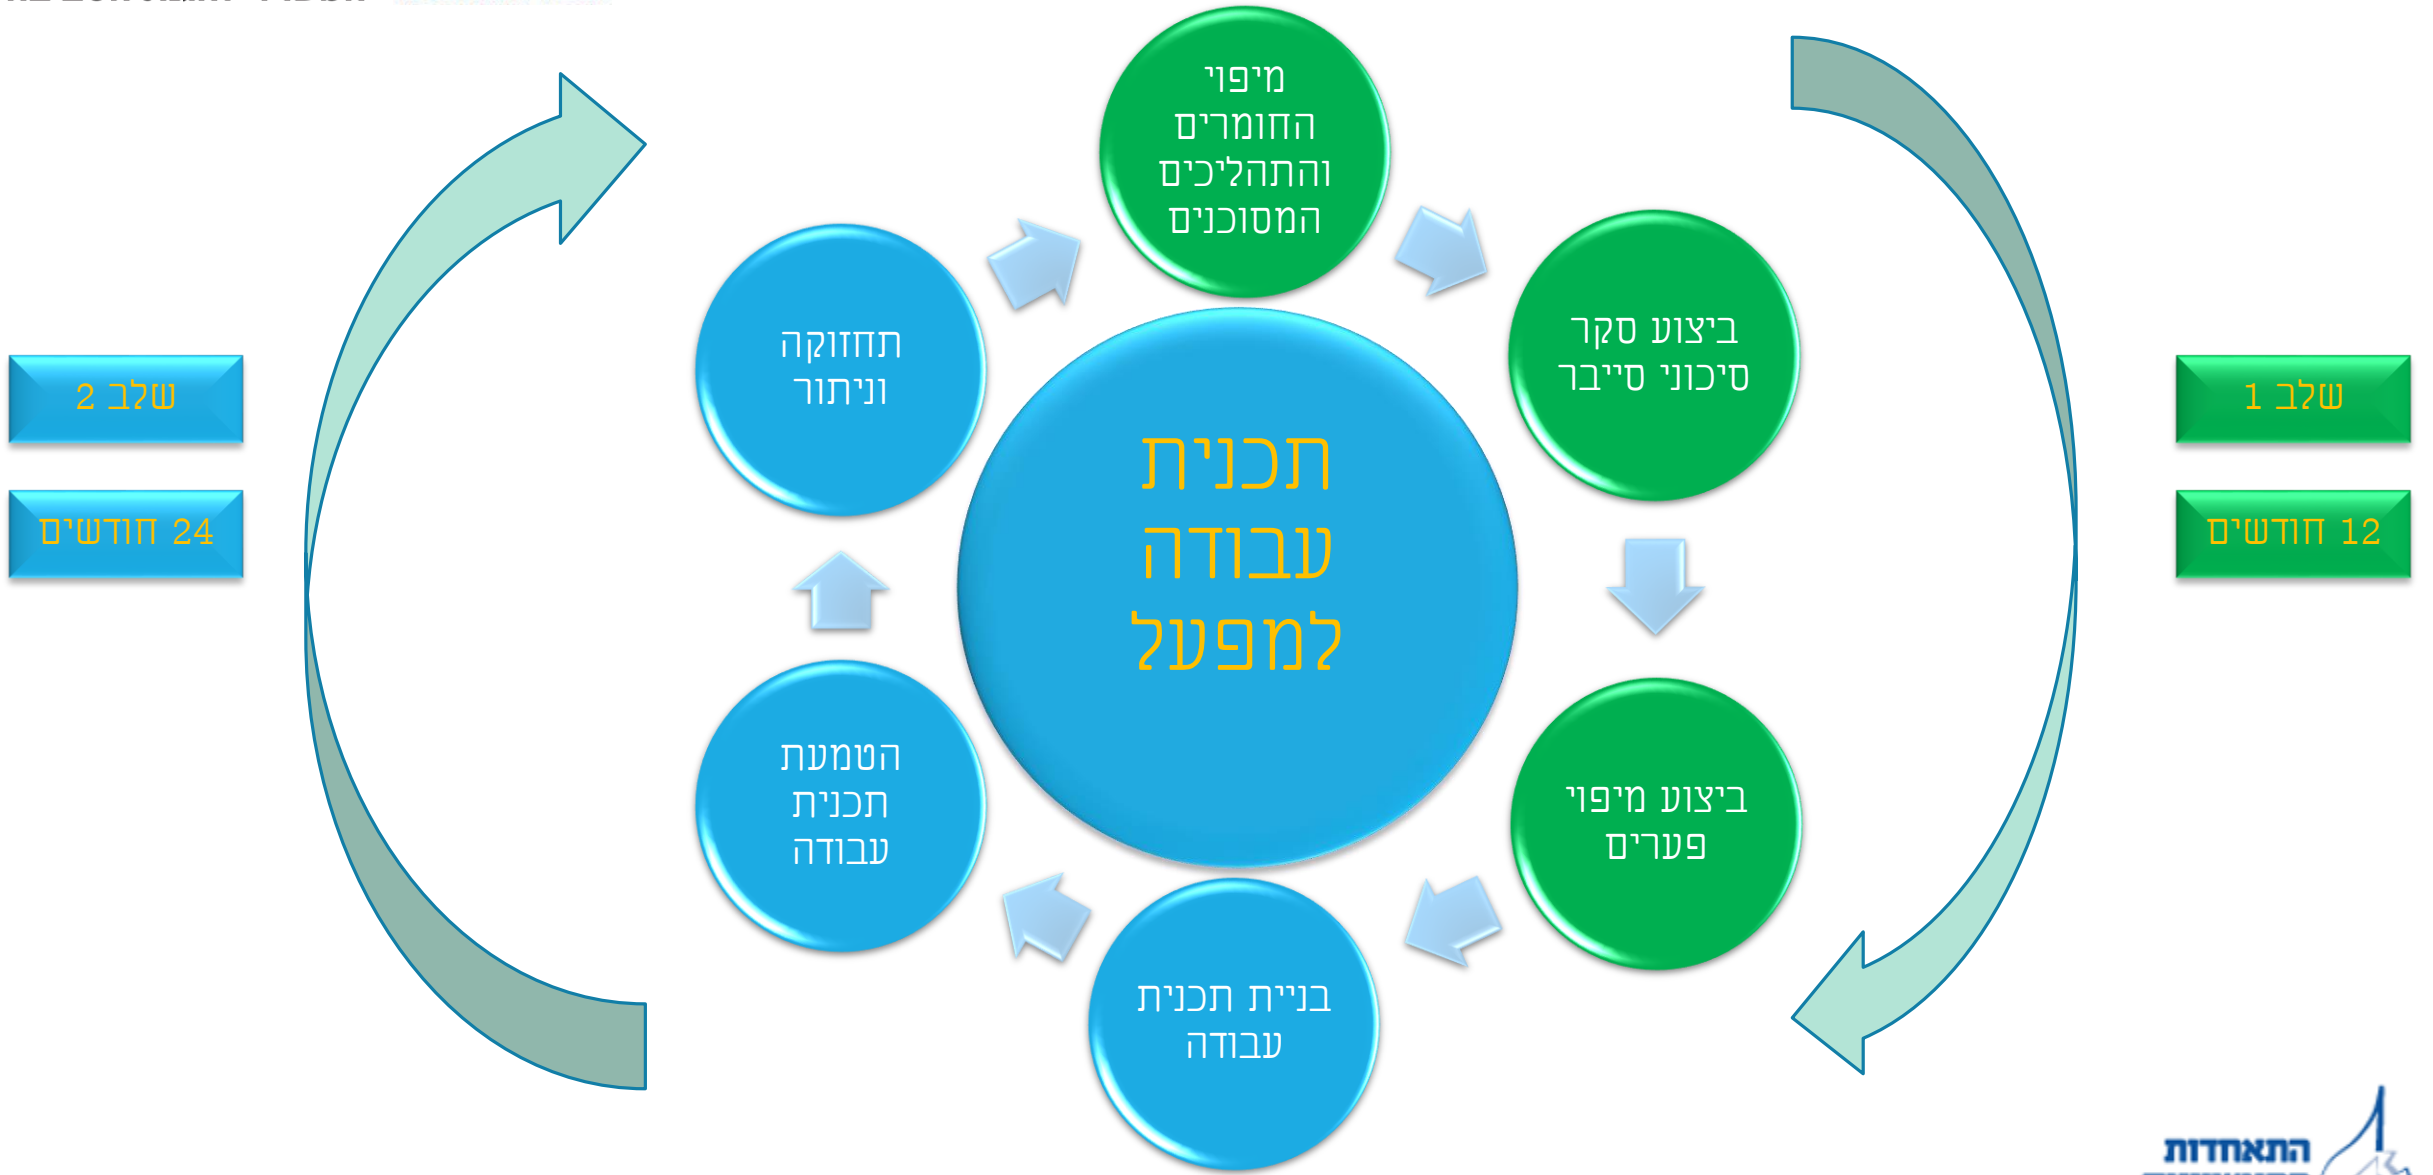 מיפוי
החומרים
והתהליכים
המסוכנים
ביצוע סקר
סיכוני סייבר
ביצוע מיפוי
פערים
בניית תכנית
עבודה
הטמעת
תכנית
עבודה
תחזוקה
וניתור
תכנית
עבודה
למפעל
שלב 1
12 חודשים
שלב 2
24 חודשים
התאחדות